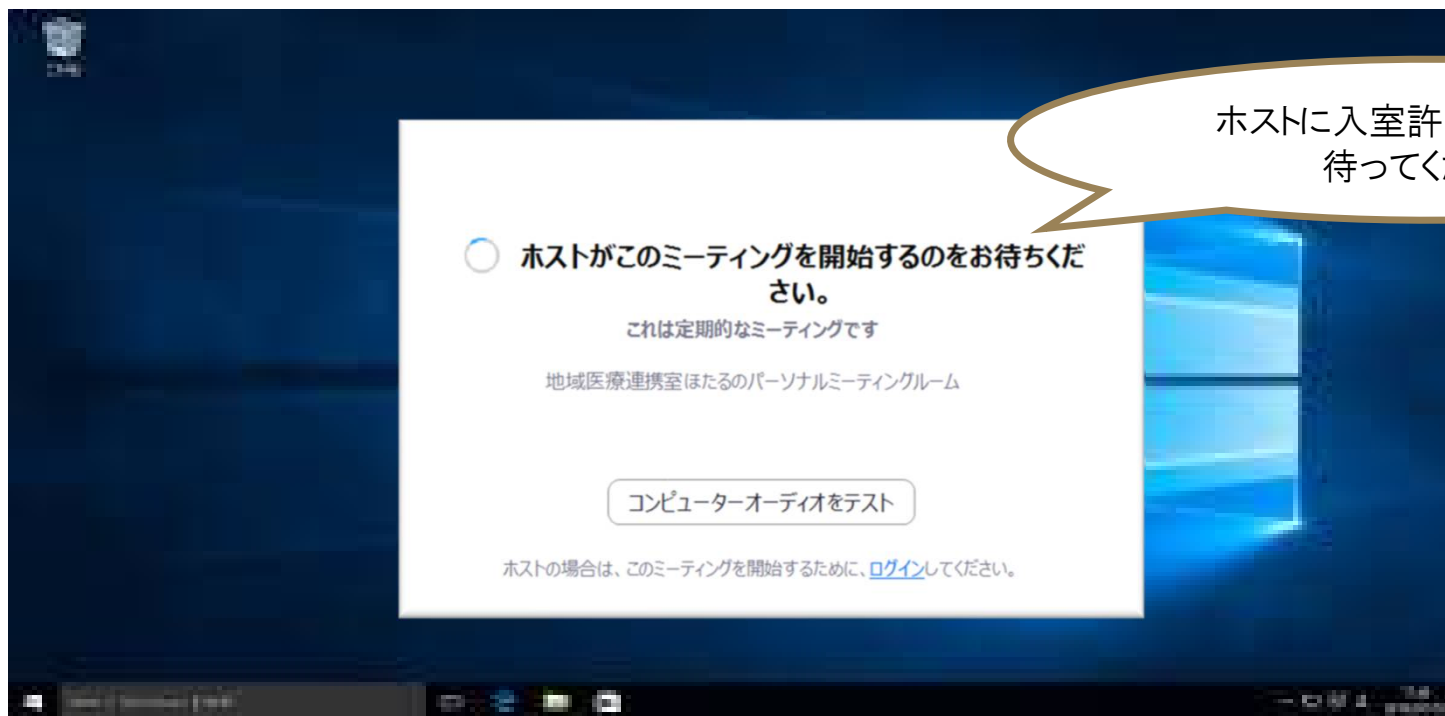 ホストに入室許
待ってく
ホストがこのミーティングを開始するのをお待ちくだ
さい。
これは定期的なミーティングです
地域医療連携室ほたるのパーソナルミーティングルーム
コンピューターオーディオをテスト
ホストの場合は、このミーティングを開始するために、ログインしてください。